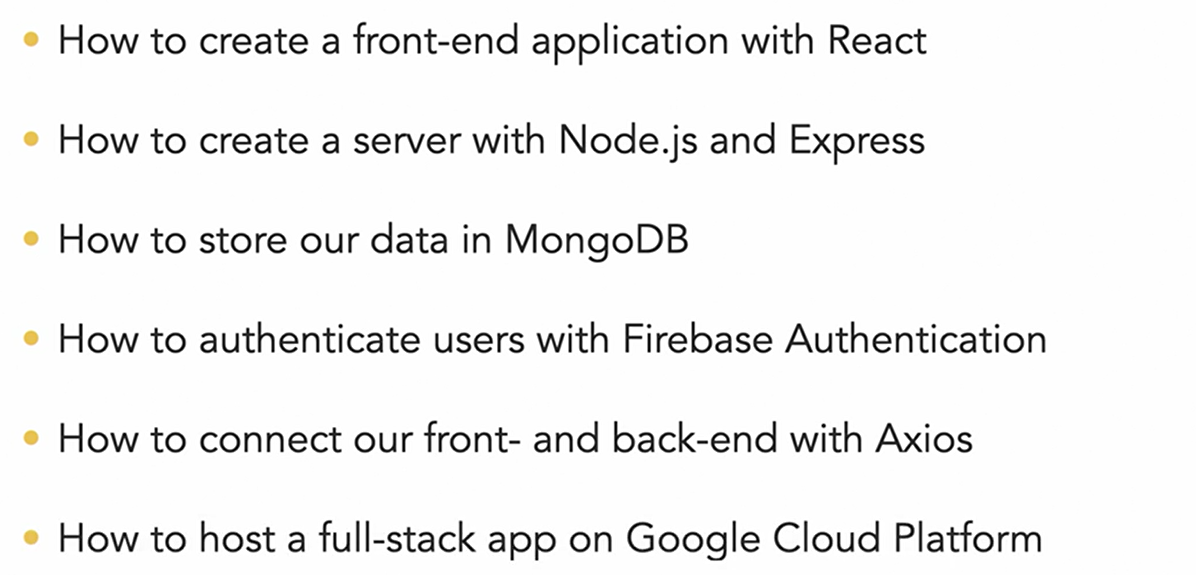 • How to create a front-end application with React
• How to create a server with Node.js and Express
• How to store our data in MongoDB
• How to authenticate users with Firebase Authentication
• How to connect our front- and back-end with Axios
• How to host a full-stack app on Google Cloud Platform